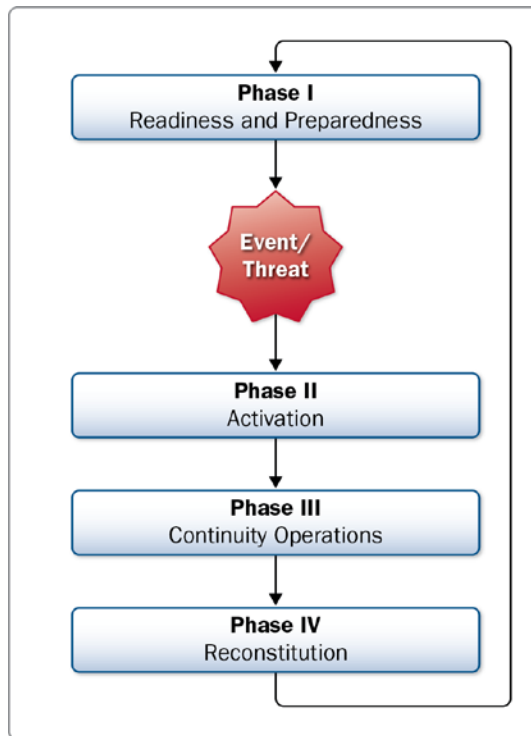 Phase I
Readiness and Preparedness
Event/
Threat
Phase II
Activation
Phase III
Continuity Operations
Phase IV
Reconstitution